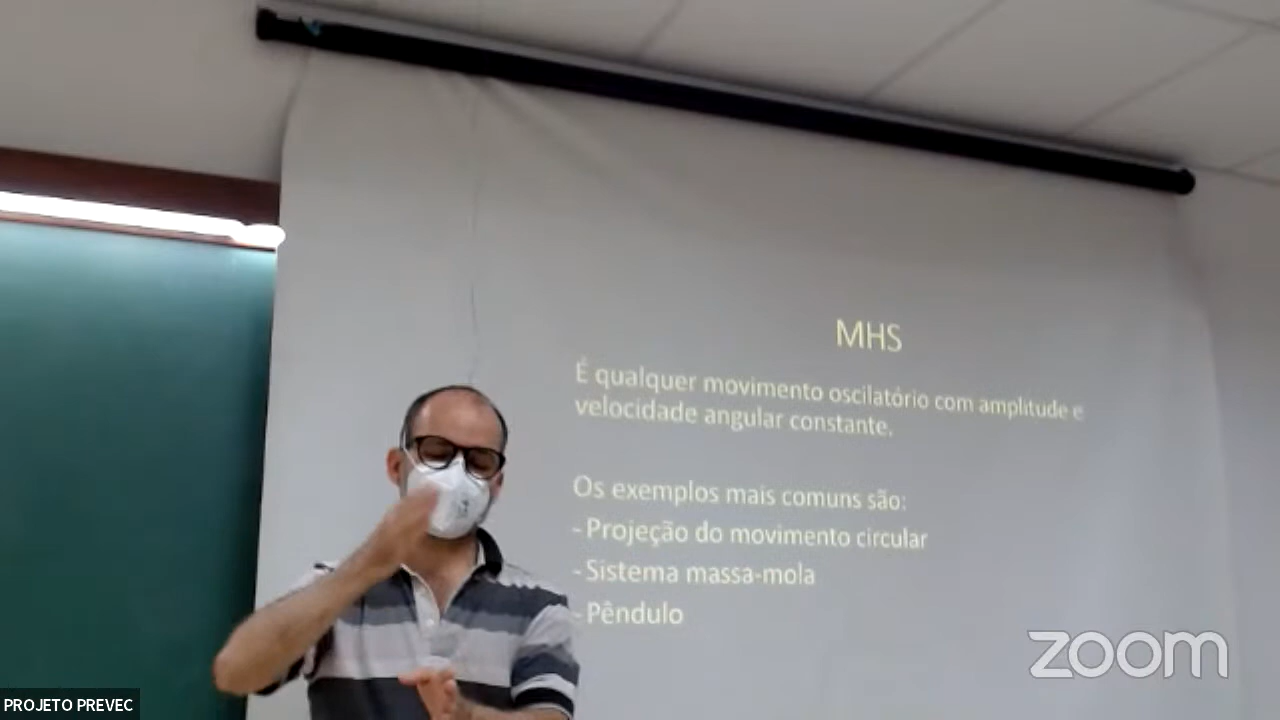 MHS
É qualquer movimento oscilatório com amplitude e
velocidade angular constante.
Os exemplos mais comuns são:
- Projeção do movimento circular
- Sistema massa-mola
- Pêndulo
zoom
PROJETO PREVEC